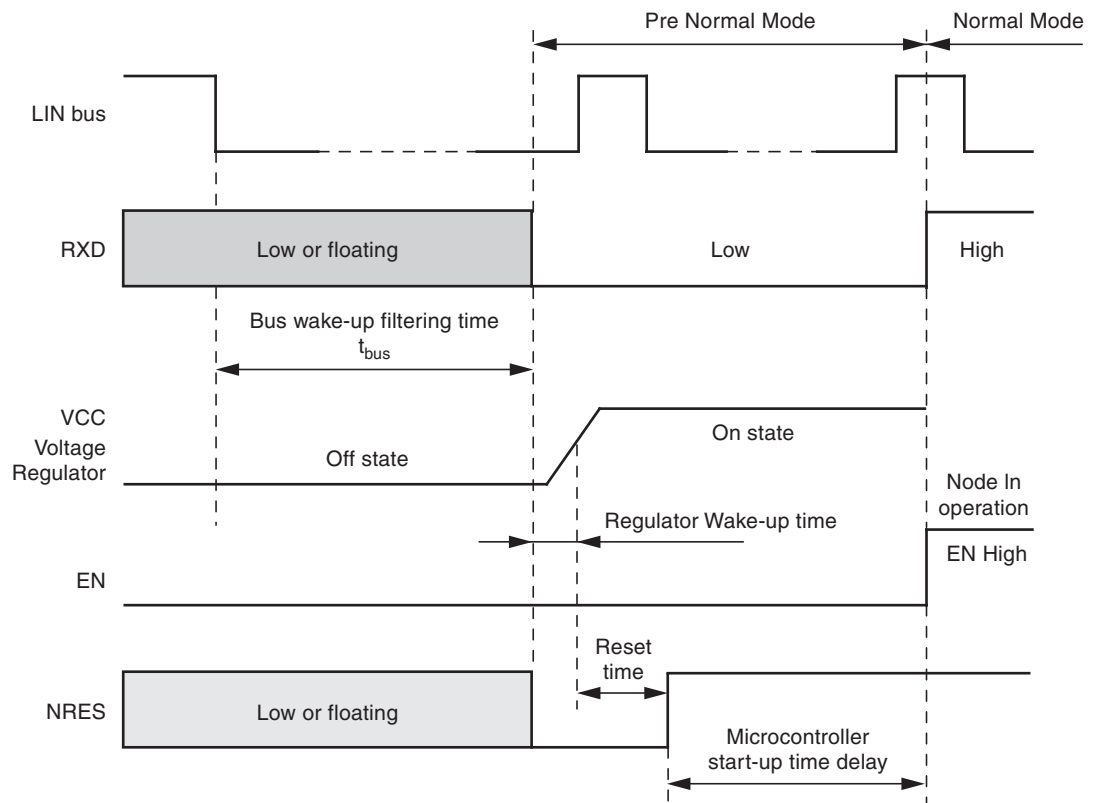 Pre Normal Mode
Normal Mode
LIN bus
RXD
Low or floating
Low
High
Bus wake-up filtering time
tbus
VCC
Voltage
Regulator
Off state
On state
Node In
operation
Regulator Wake-up time
EN
EN High
Reset
time
NRES
Low or floating
Microcontroller
start-up time delay